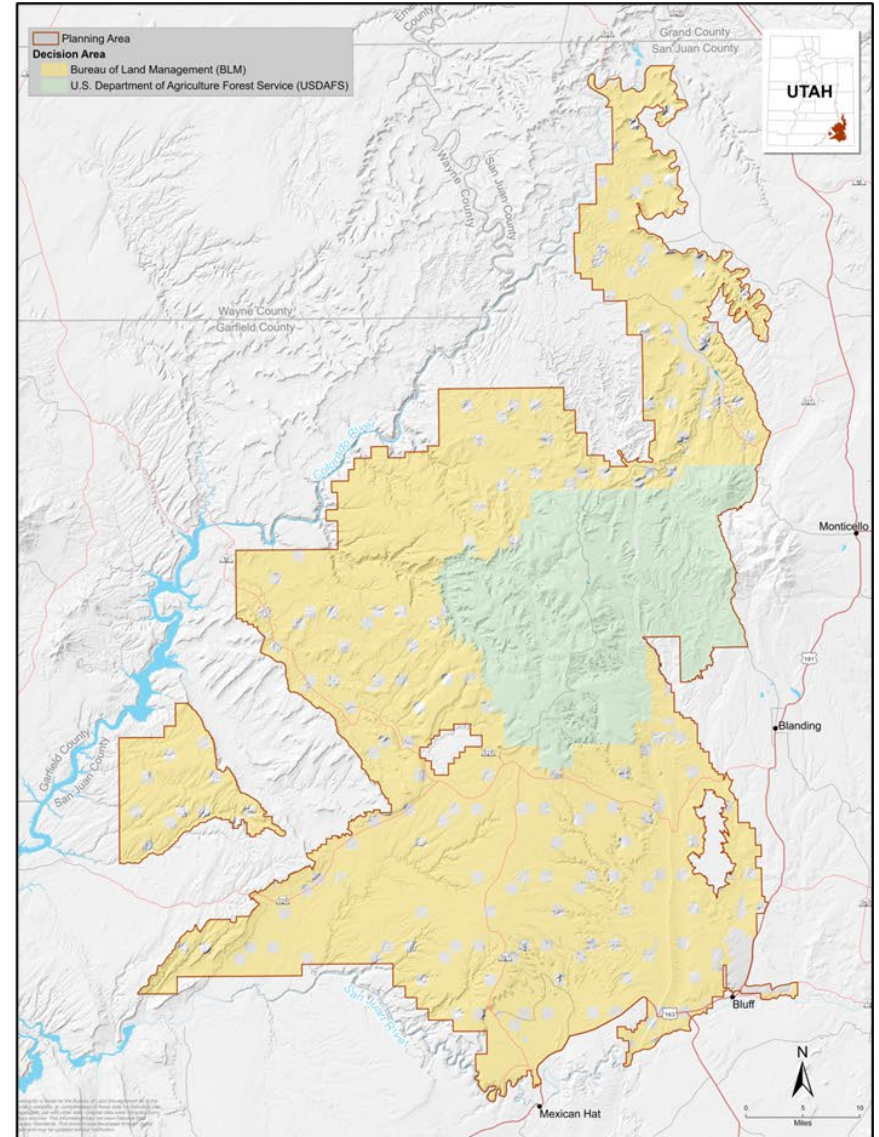 Planning Area
Decision Area
Bureau of Land Management (BLM)
U.S. Department of Agriculture Forest Service (USDAFS)
Grand County
San Juan County
UTAH
County
Wayne County
San Juan County
Wayne County
Garfield County
Colorado River
Monticello
191
Blanding
Garfield County
San Juan County
San Juan River
163
Bluff
Mexican Hat
N
0 5 10
Miles